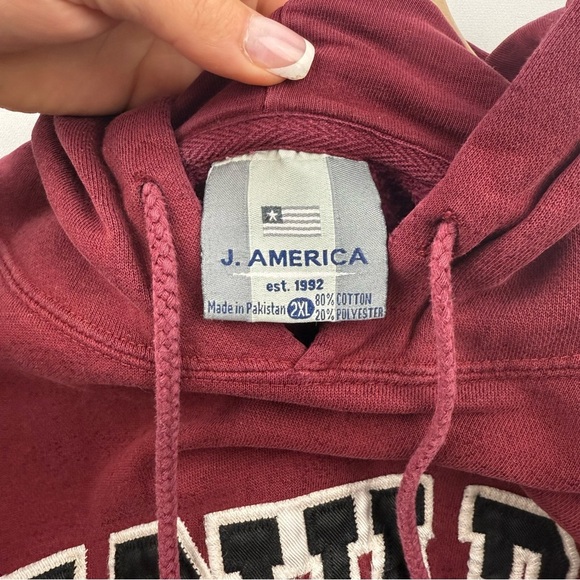 J. AMERICA
est. 1992
Made in Pakistan 2XL 80% COTTON
20% POLYESTER